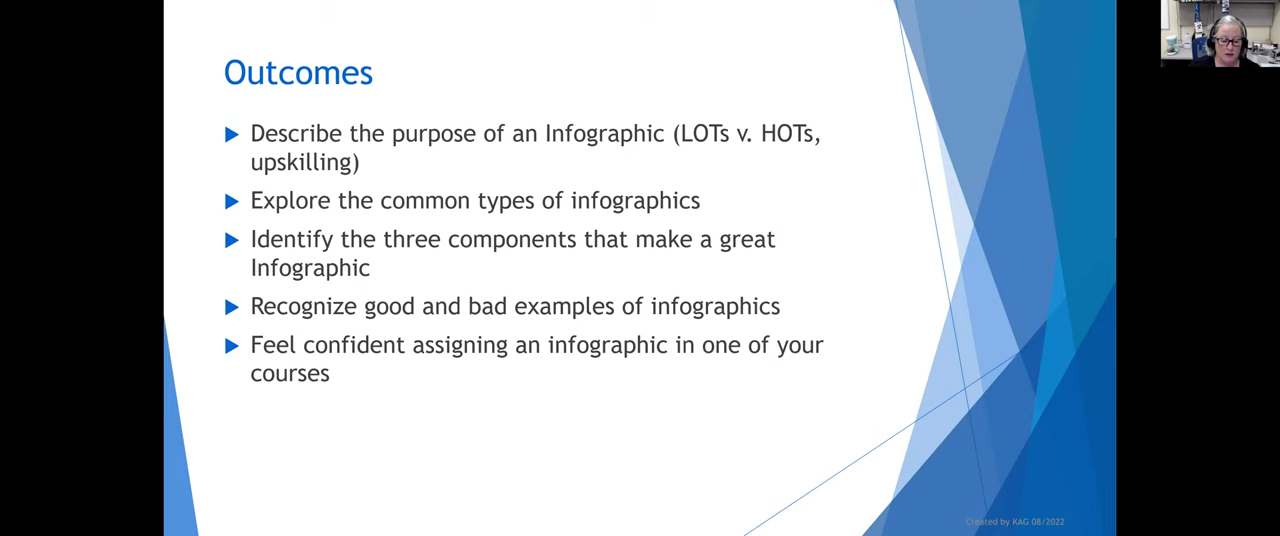 Outcomes
Describe the purpose of an Infographic (LOTs v. HOTs,
upskilling)
Explore the common types of infographics
Identify the three components that make a great
Infographic
Recognize good and bad examples of infographics
Feel confident assigning an infographic in one of your
courses
Created by KAG 08/2022